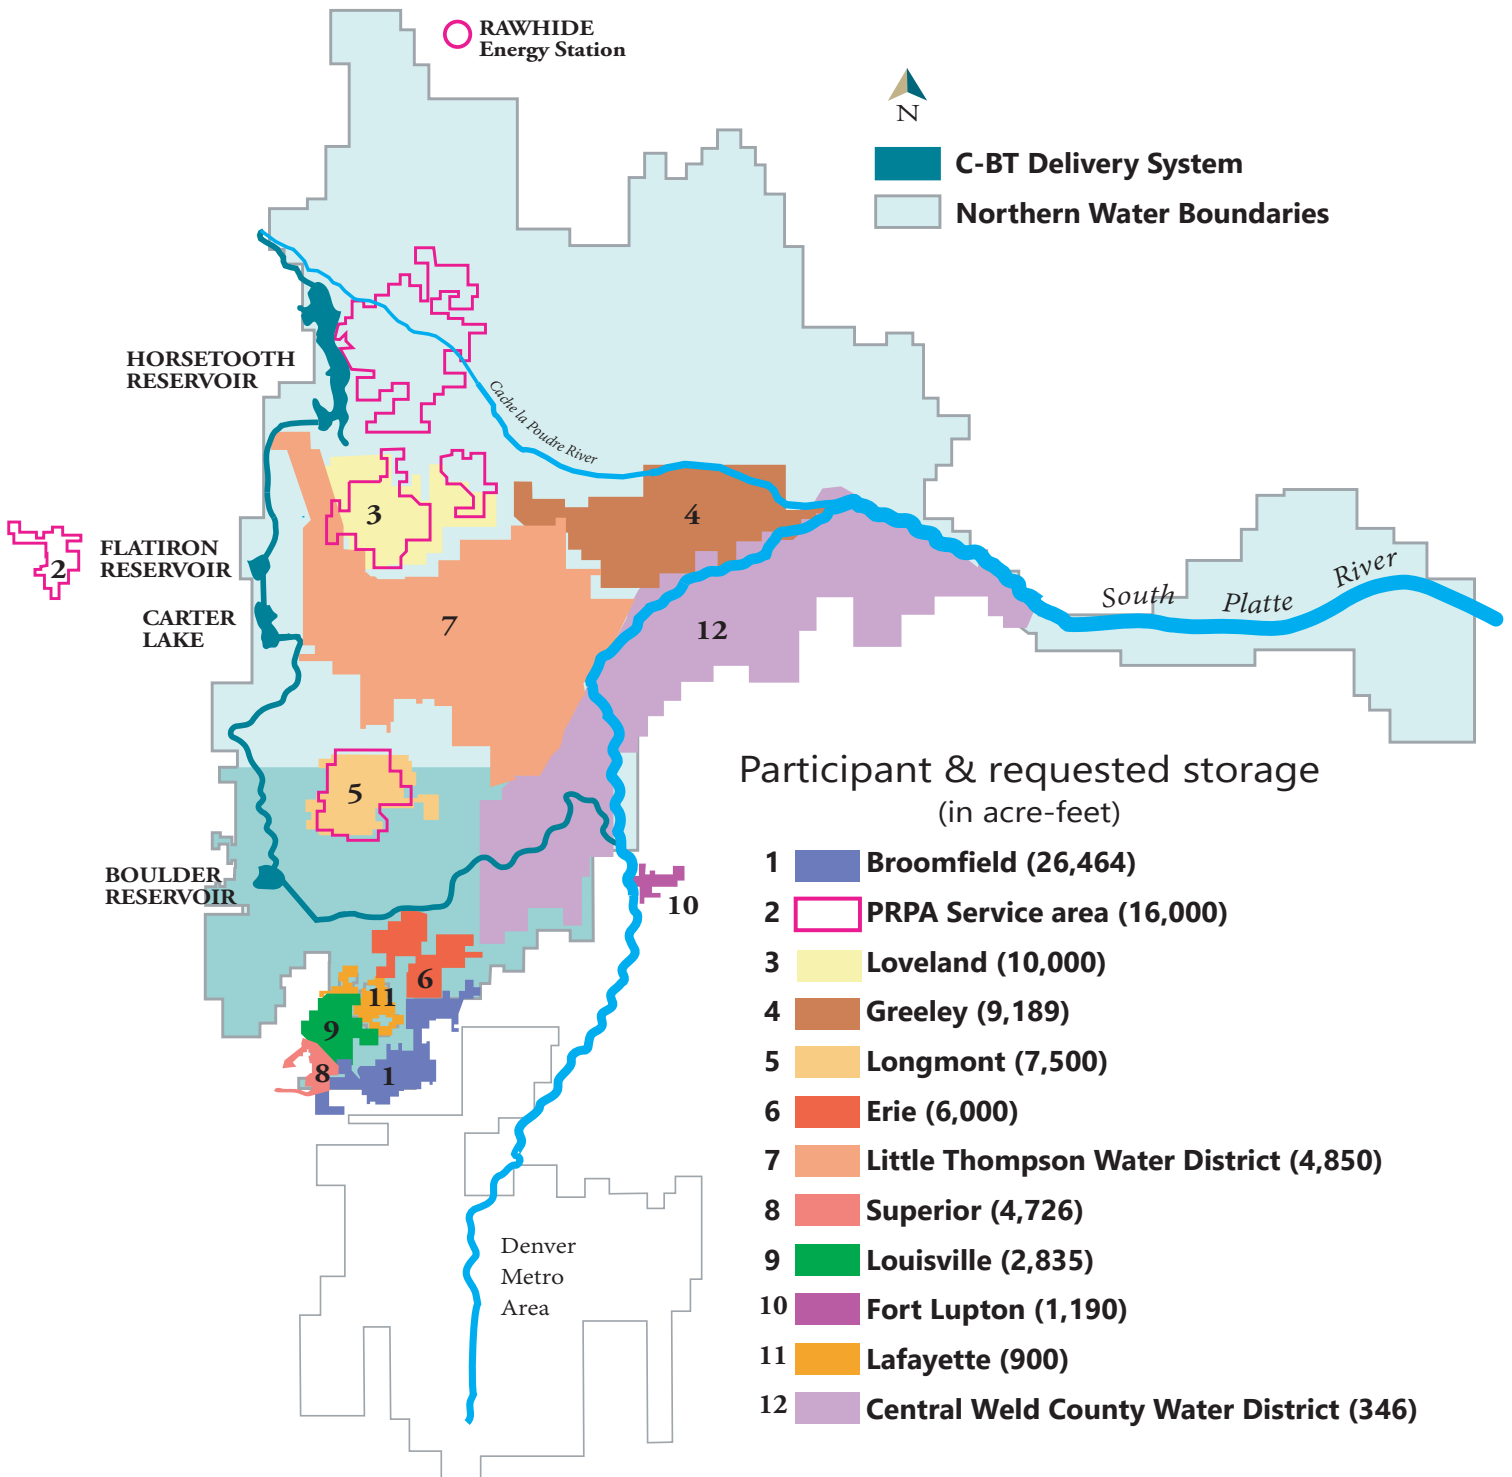 RAWHIDE
Energy Station
N
C-BT Delivery System
Northern Water Boundaries
HORSETOOTH
RESERVOIR
Cache la Poudre River
3
4
2
FLATIRON
RESERVOIR
CARTER
LAKE
7
12
South Platte River
5
BOULDER
RESERVOIR
10
6
11
9
8
1
Denver
Metro
Area
Participant & requested storage
(in acre-feet)
1 Broomfield (26,464)
2 PRPA Service area (16,000)
3 Loveland (10,000)
4 Greeley (9,189)
5 Longmont (7,500)
6 Erie (6,000)
7 Little Thompson Water District (4,850)
8 Superior (4,726)
9 Louisville (2,835)
10 Fort Lupton (1,190)
11 Lafayette (900)
12 Central Weld County Water District (346)